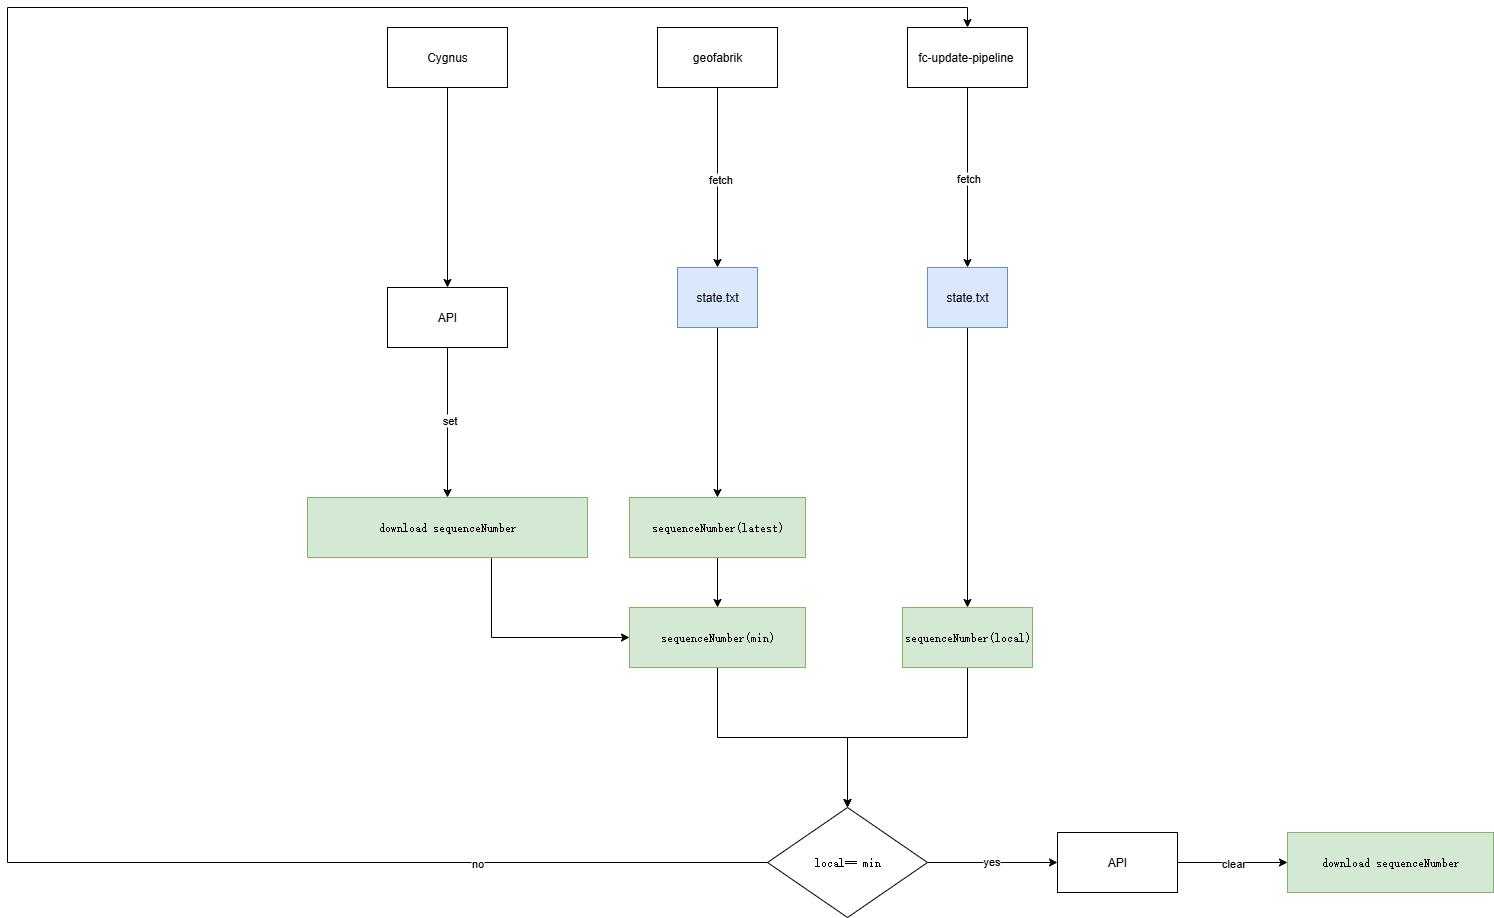 Cygnus
geofabrik
fc-update-pipeline
fetch
fetch
state.txt
state.txt
API
set
download sequenceNumber
sequenceNumber(latest)
sequenceNumber(min)
sequenceNumber(local)
no
local== min
yes
API
clear
download sequenceNumber